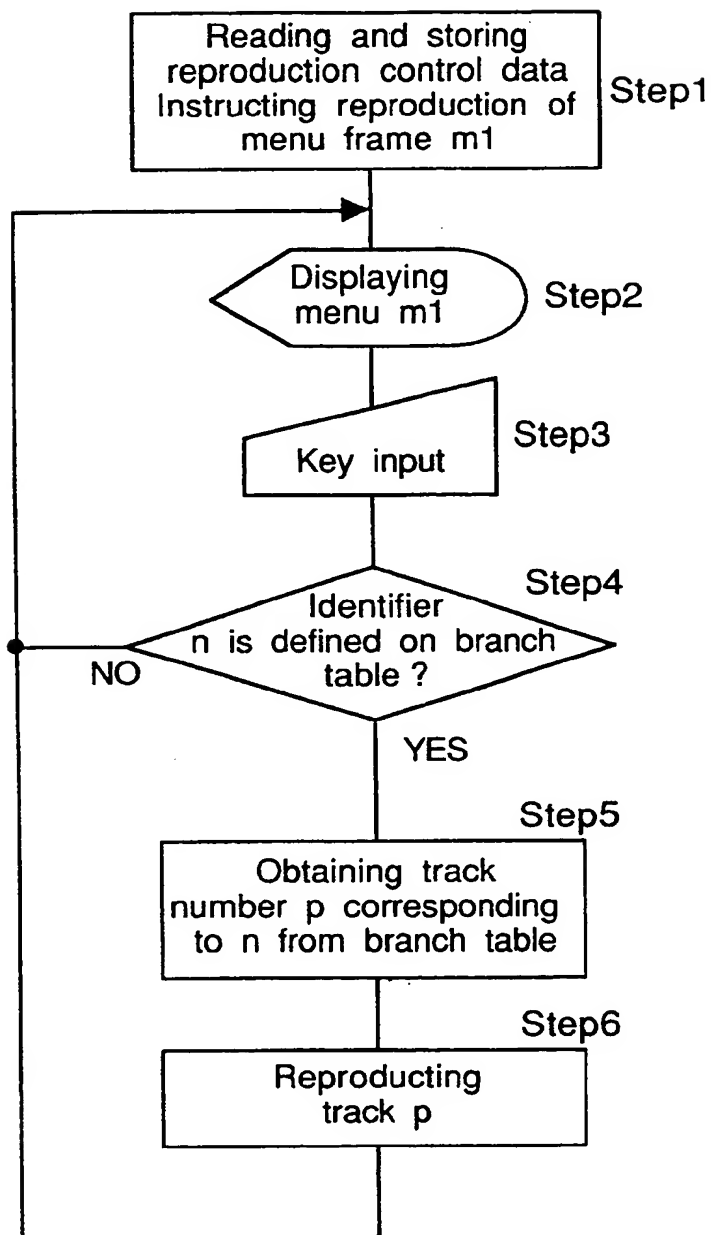 Reading and storing
reproduction control data
Instructing reproduction of
menu frame m1
Step1
Displaying
menu m1
Step2
Key input
Step3
Step4
Identifier
n is defined on branch
table ?
NO
YES
Step5
Obtaining track
number p corresponding
to n from branch table
Step6
Reproducting
track p